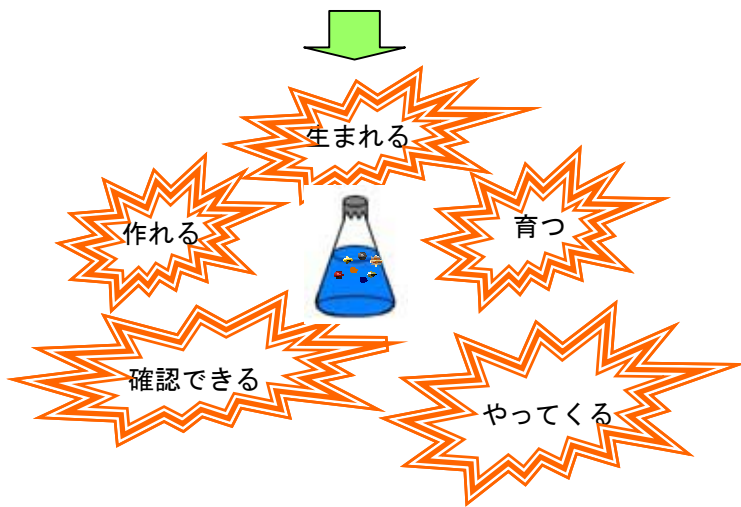 生まれる
作れる
育つ
確認できる
やってくる